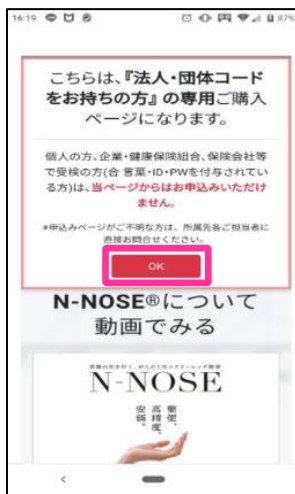 16:19
87%
こちらは、『法人・団体コード
をお持ちの方』の専用ご購入
ページになります。
個人の方、企業・健康保険組合、保険会社等
で受検の方(合言葉・ID・PWを付与されてい
る方)は、当ページからはお申込みいただけ
ません。
*申込みページがご不明な方は、所属先各ご担当者に
直接お問合せください。
OK
N-NOSE®について
動画でみる
N-NOSE
簡便、
高精度、
安価。